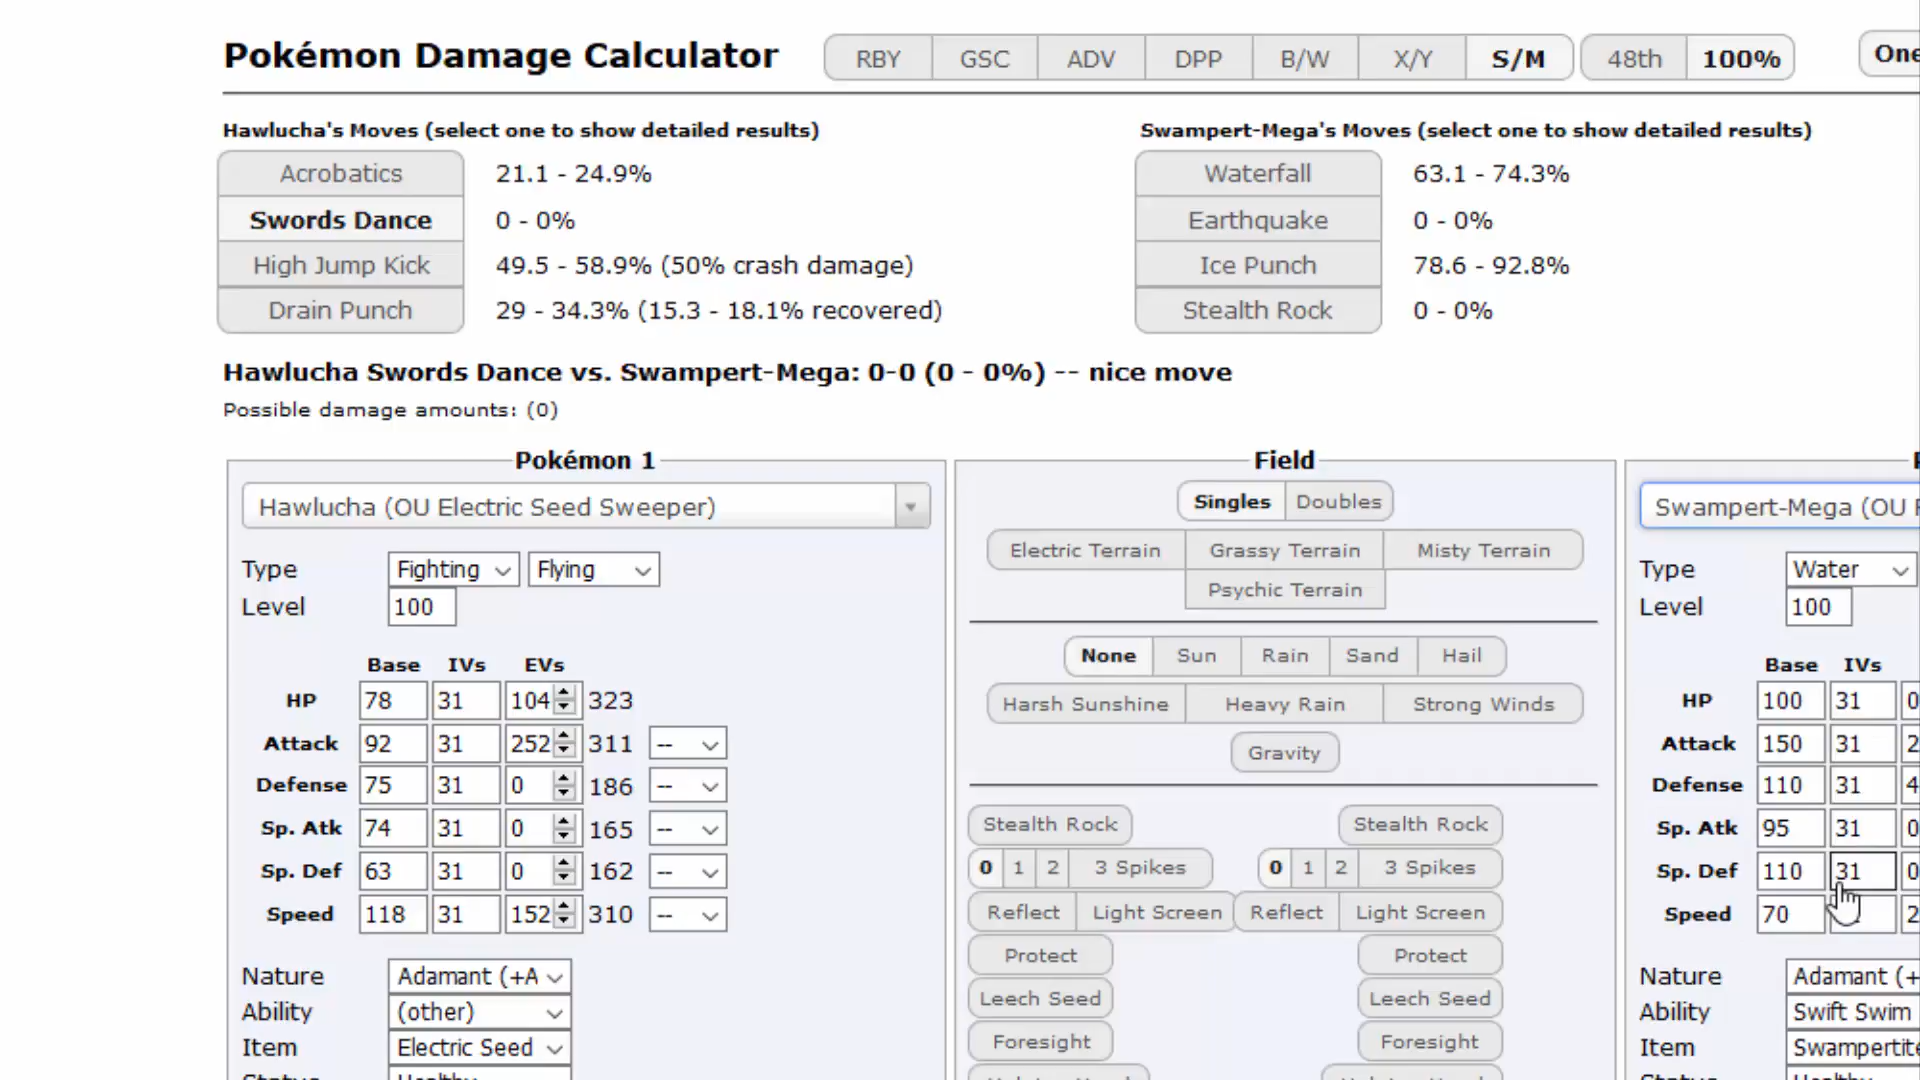 Pokémon Damage Calculator RBY GSC ADV DPP B/W X/Y S/M 48th 100% One
Hawlucha's Moves (select one to show detailed results)
Acrobatics 21.1 - 24.9%
Swords Dance 0 - 0%
High Jump Kick 49.5 - 58.9% (50% crash damage)
Drain Punch 29 - 34.3% (15.3 - 18.1% recovered)
Swampert-Mega's Moves (select one to show detailed results)
Waterfall 63.1 - 74.3%
Earthquake 0 - 0%
Ice Punch 78.6 - 92.8%
Stealth Rock 0 - 0%
Hawlucha Swords Dance vs. Swampert-Mega: 0-0 (0 - 0%) -- nice move
Possible damage amounts: (0)
Pokémon 1
Hawlucha (OU Electric Seed Sweeper)
Type Fighting Flying
Level 100
Base IVs EVs
HP 78 31 104 323
Attack 92 31 252 311 --
Defense 75 31 0 186 --
Sp. Atk 74 31 0 165 --
Sp. Def 63 31 0 162 --
Speed 118 31 152 310 --
Nature Adamant (+A
Ability (other)
Item Electric Seed
Field
Singles Doubles
Electric Terrain Grassy Terrain Misty Terrain
Psychic Terrain
None Sun Rain Sand Hail
Harsh Sunshine Heavy Rain Strong Winds
Gravity
Stealth Rock Stealth Rock
0 1 2 3 Spikes 0 1 2 3 Spikes
Reflect Light Screen Reflect Light Screen
Protect Protect
Leech Seed Leech Seed
Foresight Foresight
Swampert-Mega (OU
Type Water
Level 100
Base IVs
HP 100 31 0
Attack 150 31 2
Defense 110 31 4
Sp. Atk 95 31 0
Sp. Def 110 31 0
Speed 70 2
Nature Adamant (+
Ability Swift Swim
Item Swampertite